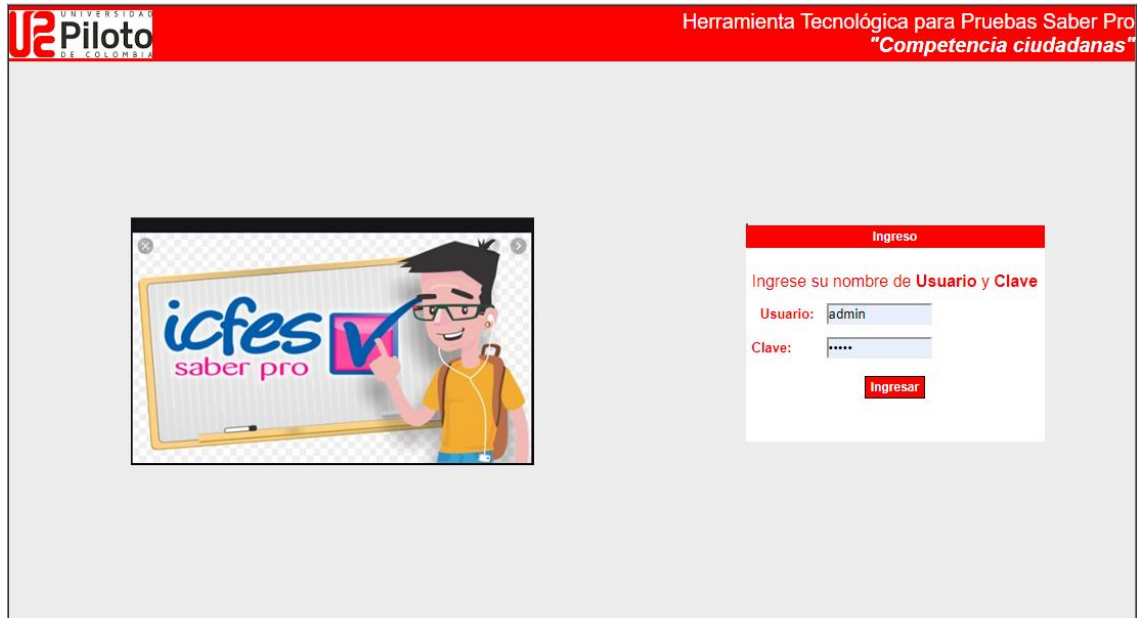 UNIVERSIDAD
Piloto
DE COLOMBIA
Herramienta Tecnológica para Pruebas Saber Pro
"Competencia ciudadanas"
icfes
saber pro
Ingreso
Ingrese su nombre de Usuario y Clave
Usuario: admin
Clave: •••••
Ingresar